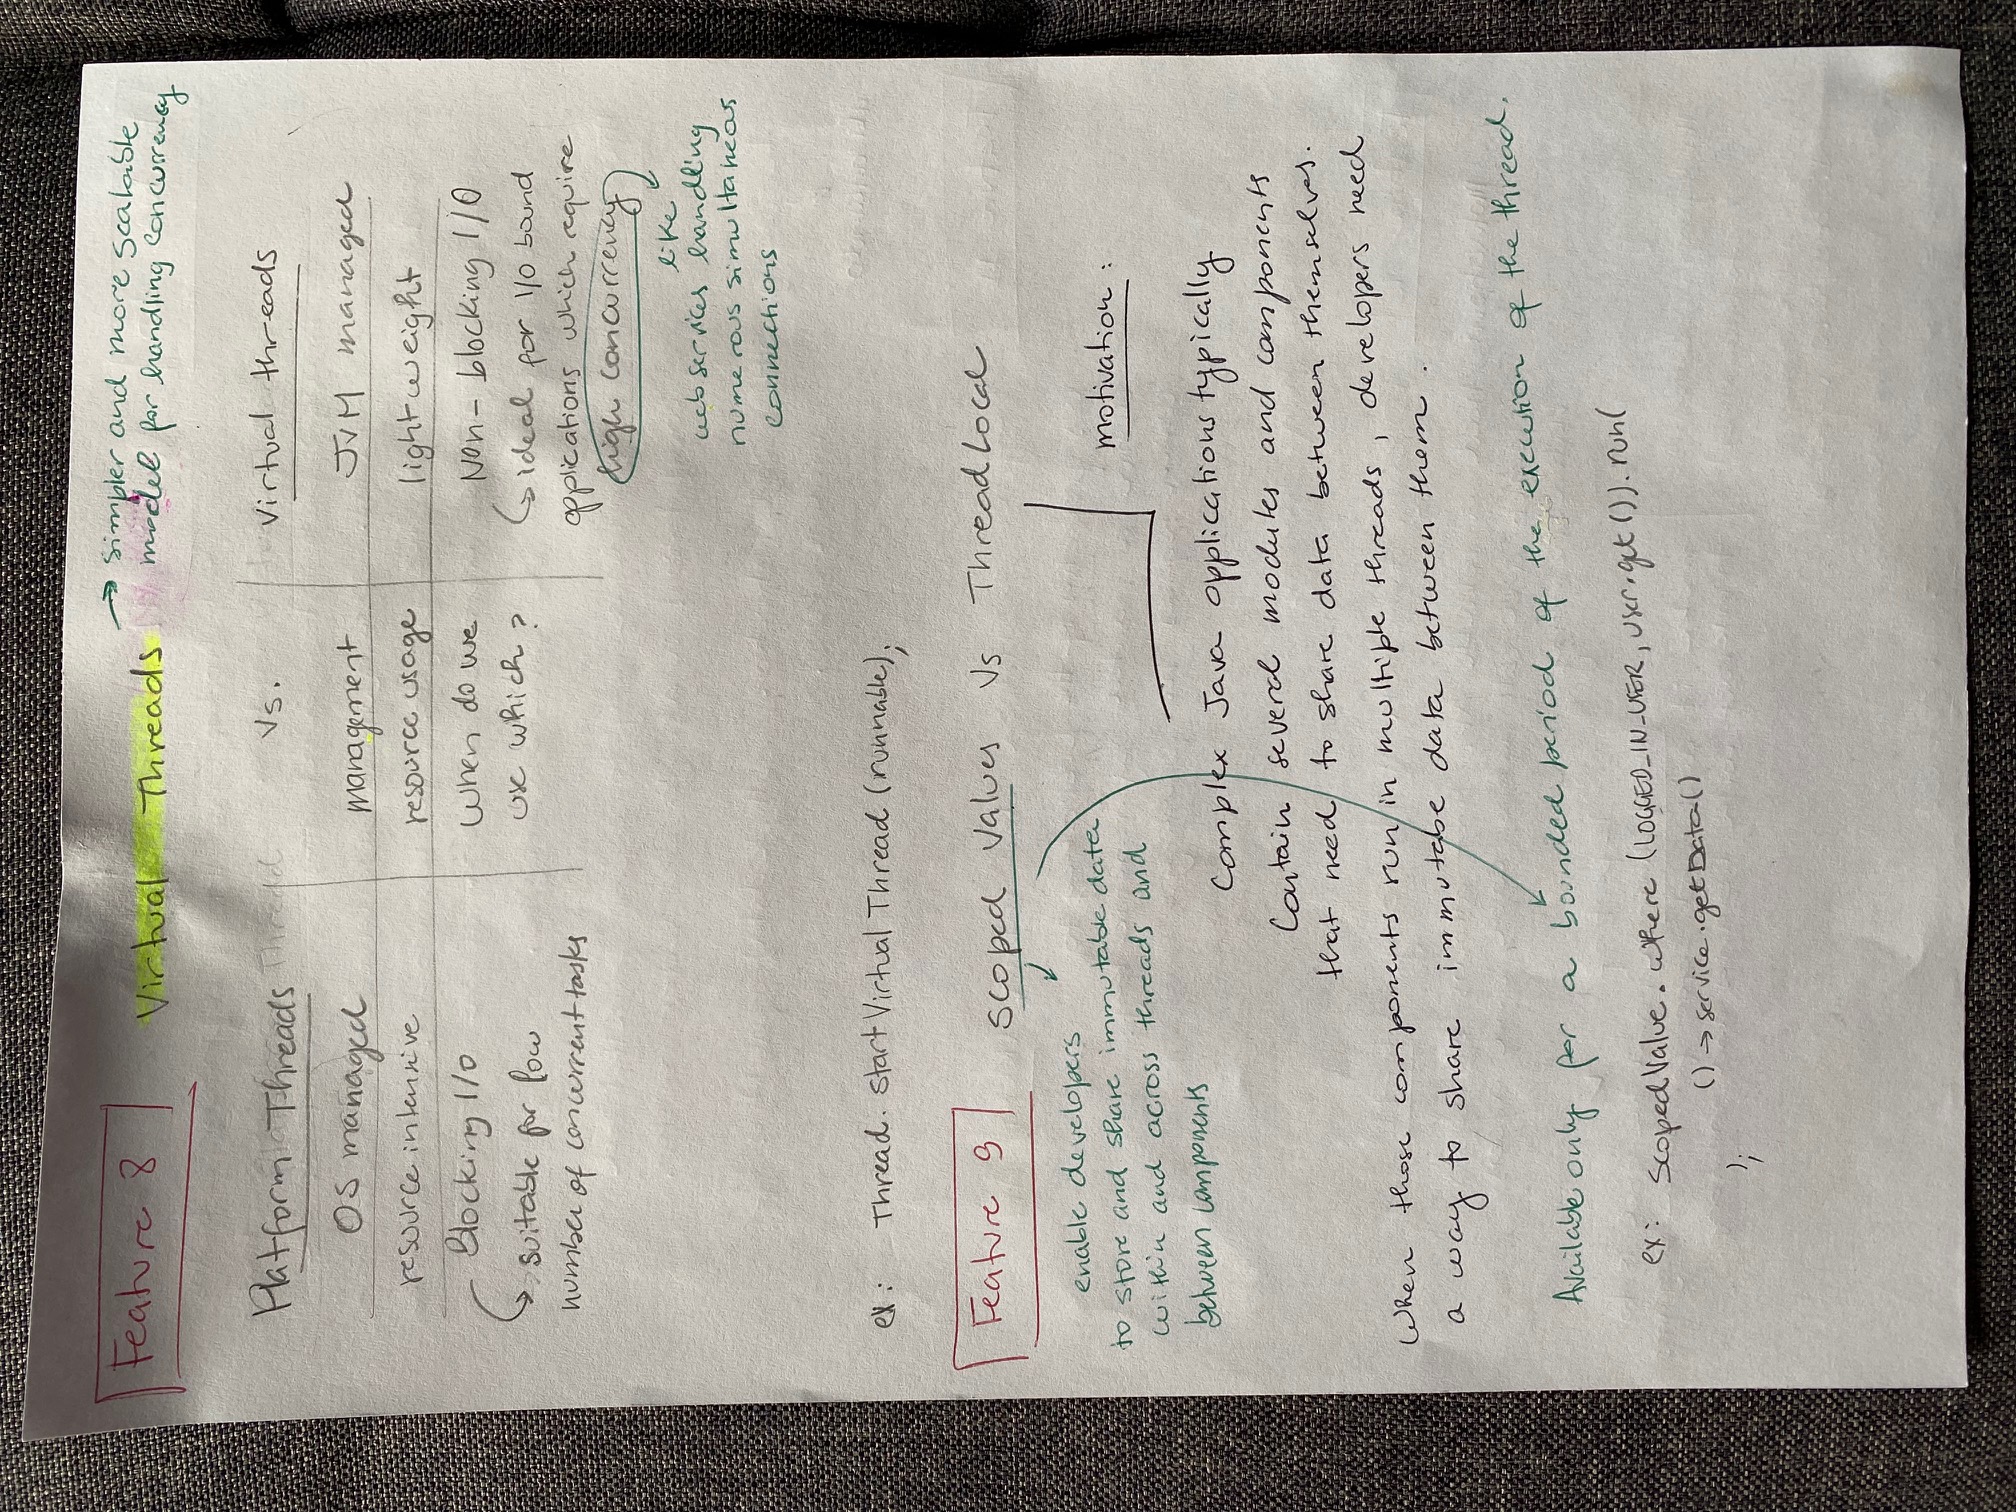 Feature 8
Virtual Threads
→ simpler and more scalable
model for handling concurrency
Platform Threads Vs. Virtual threads
OS managed management JVM managed
resource intensive resource usage lightweight
Blocking I/O When do we Non-blocking I/O
suitable for low use which? ideal for I/O bound
number of concurrent tasks applications which require
high concurrency
like
web services handling
numerous simultaneous
connections
ex: Thread.startVirtualThread(runnable);
Feature 9
Scoped Values Vs ThreadLocal
enable developers
to store and share immutable data
within and across threads and
between components
motivation:
Complex Java applications typically
contain several modules and components
that need to share data between themselves.
When those components run in multiple threads, developers need
a way to share immutabe data between them.
Available only for a bounded period of the execution of the thread.
ex: ScopedValue.where(LOGGED_IN_USER, user.get()).run(
() → service.getData()
);